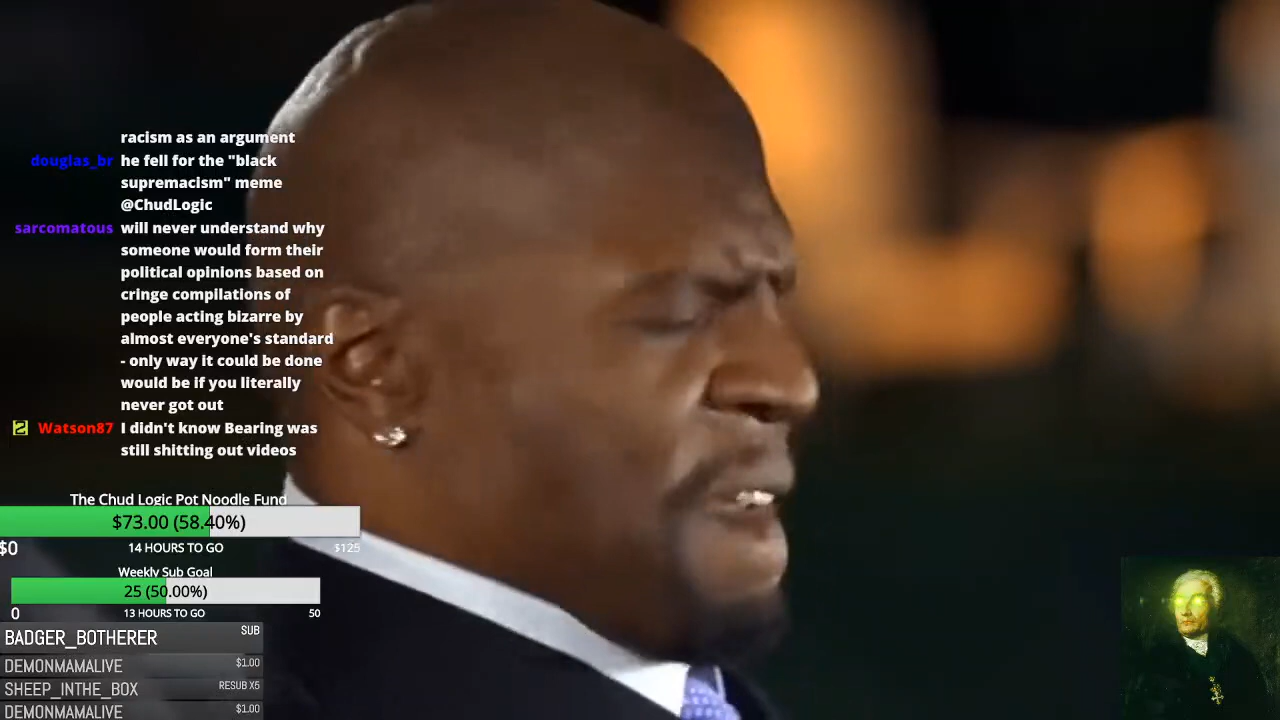 racism as an argument
douglas_br he fell for the "black
supremacism" meme
@ChudLogic
sarcomatous will never understand why
someone would form their
political opinions based on
cringe compilations of
people acting bizarre by
almost everyone's standard
- only way it could be done
would be if you literally
never got out
Watson87 I didn't know Bearing was
still shitting out videos
The Chud Logic Pot Noodle Fund
$73.00 (58.40%)
$0 14 HOURS TO GO $125
Weekly Sub Goal
25 (50.00%)
0 13 HOURS TO GO 50
BADGER_BOTHERER SUB
DEMONMAMALIVE $1.00
SHEEP_INTHE_BOX RESUB X5
DEMONMAMALIVE $1.00